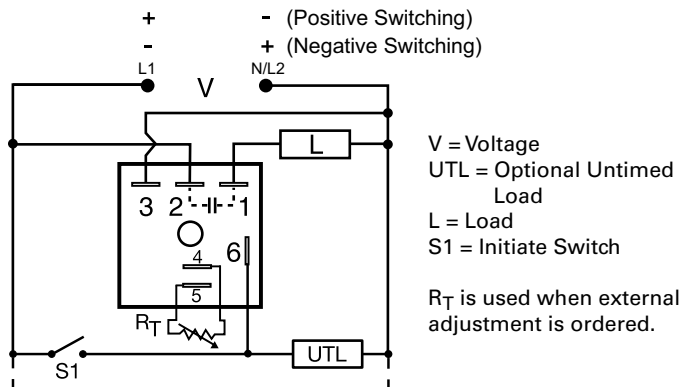 + - (Positive Switching)
- + (Negative Switching)
L1 V N/L2
L
3 2 1
4 6
5
RT
S1 UTL
V = Voltage
UTL = Optional Untimed
Load
L = Load
S1 = Initiate Switch
RT is used when external
adjustment is ordered.